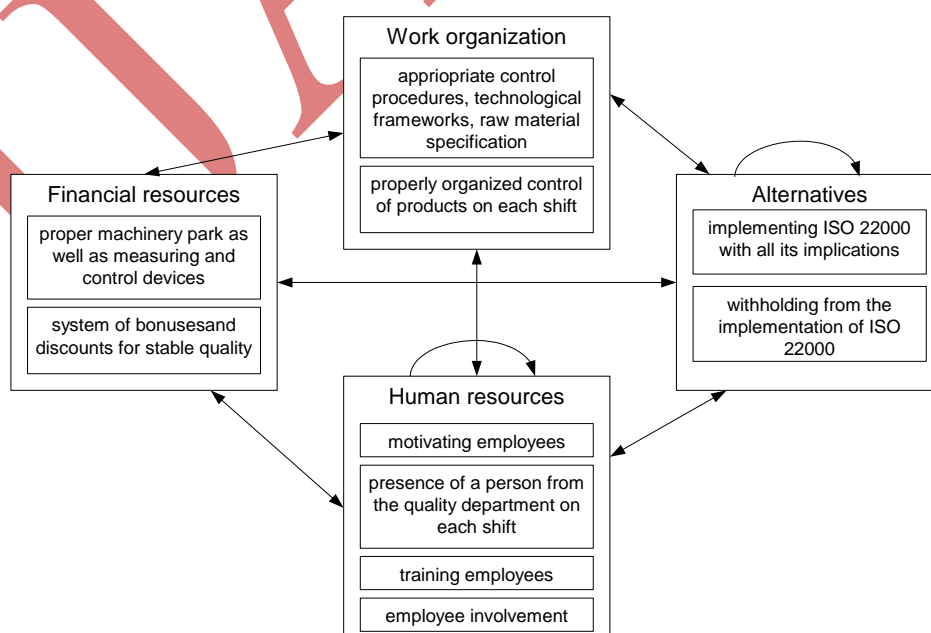 Work organization
appriopriate control
procedures, technological
frameworks, raw material
specification
properly organized control
of products on each shift
Financial resources
proper machinery park as
well as measuring and
control devices
system of bonusesand
discounts for stable quality
Alternatives
implementing ISO 22000
with all its implications
withholding from the
implementation of ISO
22000
Human resources
motivating employees
presence of a person from
the quality department on
each shift
training employees
employee involvement